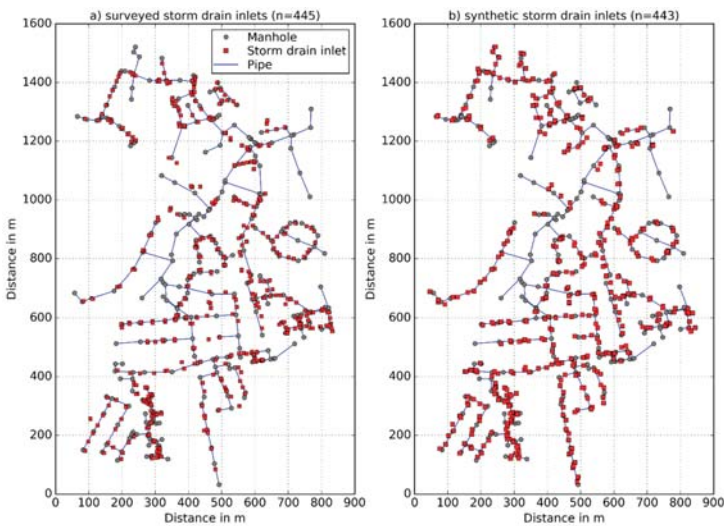 a) surveyed storm drain inlets (n=445)
b) synthetic storm drain inlets (n=443)
Manhole
Storm drain inlet
Pipe
1600
1400
1200
1000
800
600
400
200
0
Distance in m
0 100 200 300 400 500 600 700 800 900
Distance in m
1600
1400
1200
1000
800
600
400
200
0
Distance in m
0 100 200 300 400 500 600 700 800 900
Distance in m